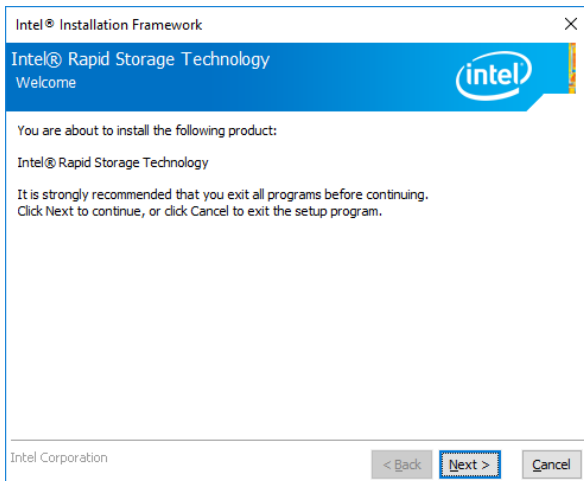 Intel® Installation Framework
Intel® Rapid Storage Technology
Welcome
intel
You are about to install the following product:
Intel® Rapid Storage Technology
It is strongly recommended that you exit all programs before continuing.
Click Next to continue, or click Cancel to exit the setup program.
Intel Corporation
< Back Next > Cancel